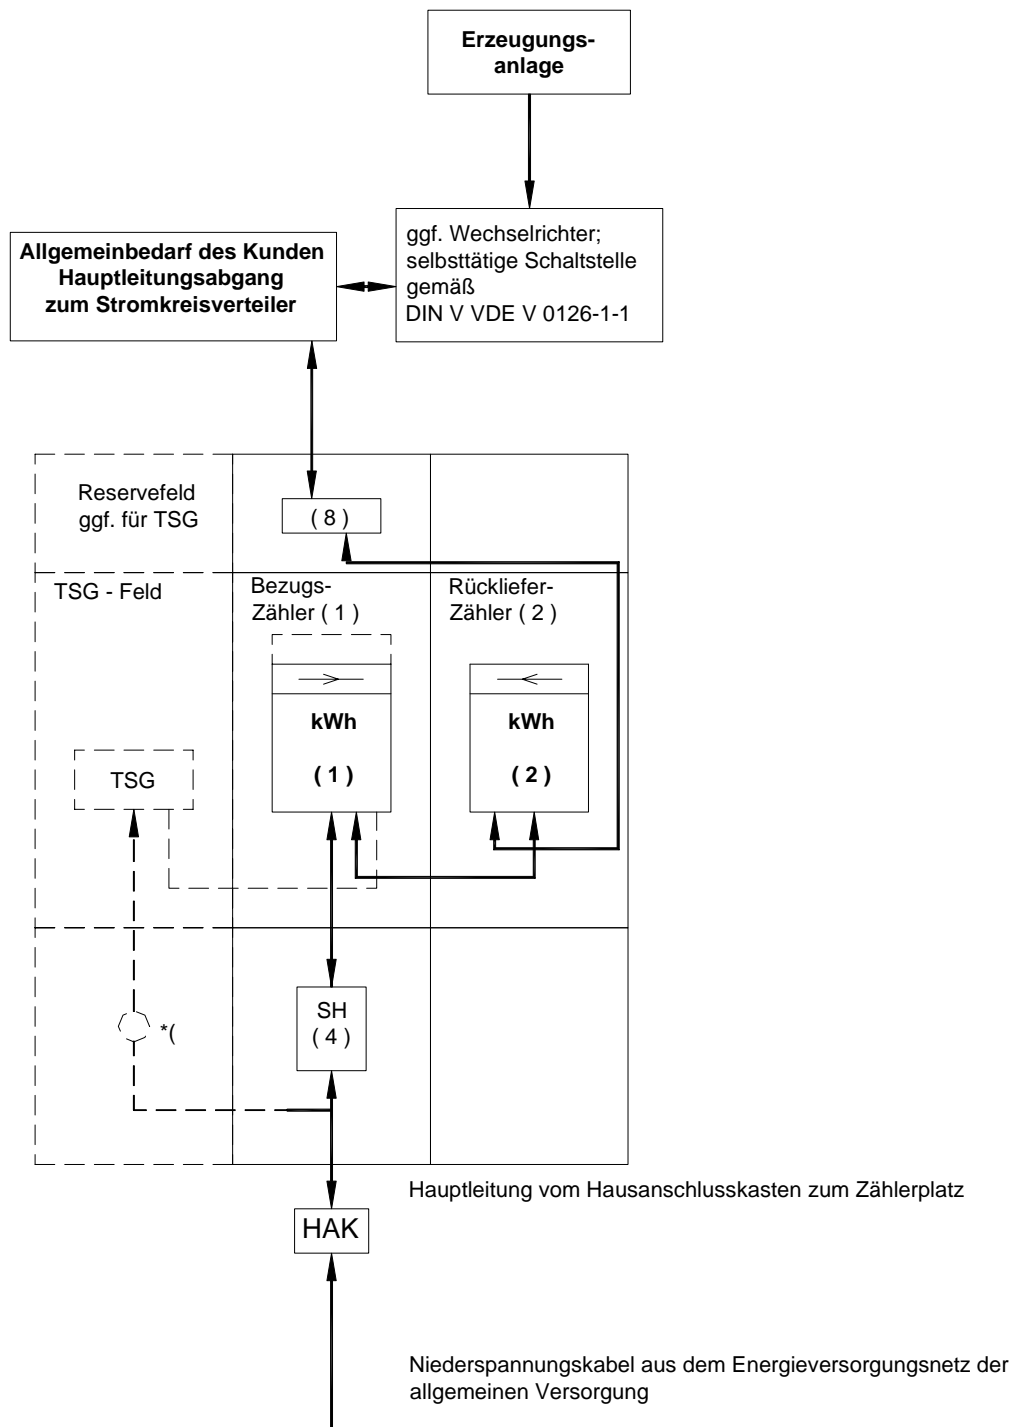 Erzeugungs-
anlage
ggf. Wechselrichter;
selbsttätige Schaltstelle
gemäß
DIN V VDE V 0126-1-1
Allgemeinbedarf des Kunden
Hauptleitungsabgang
zum Stromkreisverteiler
Reservefeld
ggf. für TSG
( 8 )
TSG - Feld
Bezugs-
Zähler ( 1 )
Rückliefer-
Zähler ( 2 )
kWh
( 1 )
kWh
( 2 )
TSG
SH
( 4 )
*(
Hauptleitung vom Hausanschlusskasten zum Zählerplatz
HAK
Niederspannungskabel aus dem Energieversorgungsnetz der
allgemeinen Versorgung